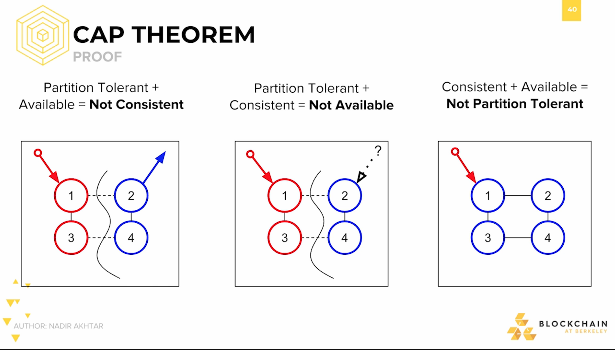 40
CAP THEOREM
PROOF
Partition Tolerant +
Available = Not Consistent
Partition Tolerant +
Consistent = Not Available
Consistent + Available =
Not Partition Tolerant
1
2
3
4
?
1
2
3
4
1
2
3
4
AUTHOR: NADIR AKHTAR
BLOCKCHAIN
AT BERKELEY